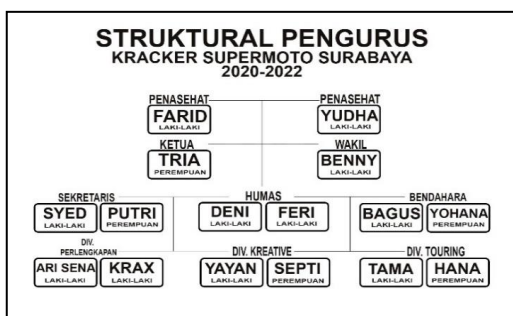 STRUKTURAL PENGURUS
KRACKER SUPERMOTO SURABAYA
2020-2022
PENASEHAT PENASEHAT
FARID YUDHA
LAKI-LAKI LAKI-LAKI
KETUA WAKIL
TRIA BENNY
PEREMPUAN LAKI-LAKI
SEKRETARIS HUMAS BENDAHARA
SYED PUTRI DENI FERI BAGUS YOHANA
LAKI-LAKI PEREMPUAN LAKI-LAKI LAKI-LAKI LAKI-LAKI PEREMPUAN
DIV.
PERLENGKAPAN DIV. KREATIVE DIV. TOURING
ARI SENA KRAX YAYAN SEPTI TAMA HANA
LAKI-LAKI LAKI-LAKI LAKI-LAKI PEREMPUAN LAKI-LAKI PEREMPUAN